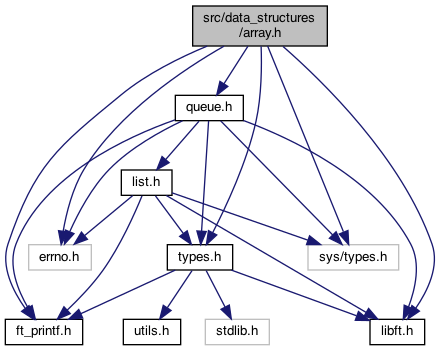 src/data_structures
/array.h
queue.h
list.h
errno.h
types.h
sys/types.h
ft_printf.h
utils.h
stdlib.h
libft.h